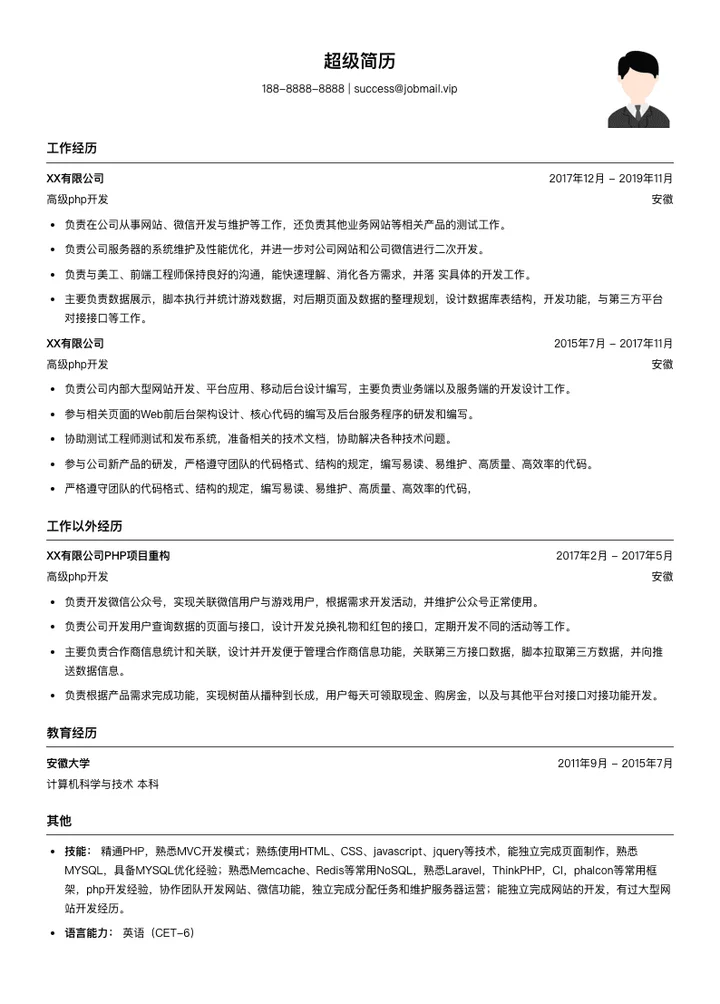 超级简历
188-8888-8888 | success@jobmail.vip
工作经历
XX有限公司 2017年12月 - 2019年11月
高级php开发 安徽
• 负责在公司从事网站、微信开发与维护等工作，还负责其他业务网站等相关产品的测试工作。
• 负责公司服务器的系统维护及性能优化，并进一步对公司网站和公司微信进行二次开发。
• 负责与美工、前端工程师保持良好的沟通，能快速理解、消化各方需求，并落 实具体的开发工作。
• 主要负责数据展示，脚本执行并统计游戏数据，对后期页面及数据的整理规划，设计数据库表结构，开发功能，与第三方平台
对接接口等工作。
XX有限公司 2015年7月 - 2017年11月
高级php开发 安徽
• 负责公司内部大型网站开发、平台应用、移动后台设计编写，主要负责业务端以及服务端的开发设计工作。
• 参与相关页面的Web前后台架构设计、核心代码的编写及后台服务程序的研发和编写。
• 协助测试工程师测试和发布系统，准备相关的技术文档，协助解决各种技术问题。
• 参与公司新产品的研发，严格遵守团队的代码格式、结构的规定，编写易读、易维护、高质量、高效率的代码。
• 严格遵守团队的代码格式、结构的规定，编写易读、易维护、高质量、高效率的代码，
工作以外经历
XX有限公司PHP项目重构 2017年2月 - 2017年5月
高级php开发 安徽
• 负责开发微信公众号，实现关联微信用户与游戏用户，根据需求开发活动，并维护公众号正常使用。
• 负责公司开发用户查询数据的页面与接口，设计开发兑换礼物和红包的接口，定期开发不同的活动等工作。
• 主要负责合作商信息统计和关联，设计并开发便于管理合作商信息功能，关联第三方接口数据，脚本拉取第三方数据，并向推
送数据信息。
• 负责根据产品需求完成功能，实现树苗从播种到长成，用户每天可领取现金、购房金，以及与其他平台对接口对接功能开发。
教育经历
安徽大学 2011年9月 - 2015年7月
计算机科学与技术 本科
其他
• 技能： 精通PHP，熟悉MVC开发模式；熟练使用HTML、CSS、javascript、jquery等技术，能独立完成页面制作，熟悉
MYSQL，具备MYSQL优化经验；熟悉Memcache、Redis等常用NoSQL，熟悉Laravel，ThinkPHP，CI，phalcon等常用框
架，php开发经验，协作团队开发网站、微信功能，独立完成分配任务和维护服务器运营；能独立完成网站的开发，有过大型网
站开发经历。
• 语言能力： 英语（CET-6）